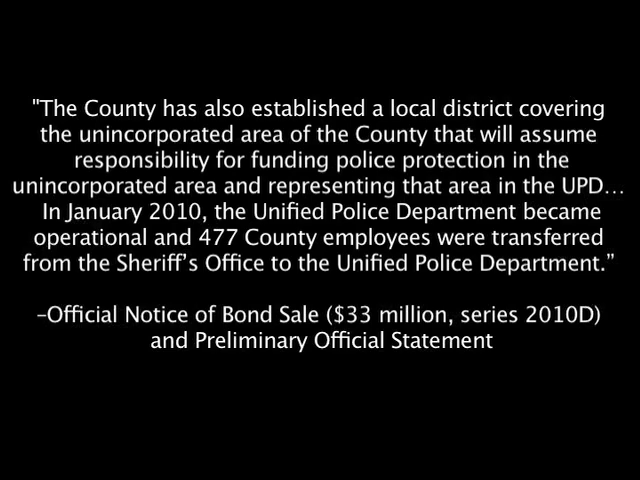 "The County has also established a local district covering
the unincorporated area of the County that will assume
responsibility for funding police protection in the
unincorporated area and representing that area in the UPD…
In January 2010, the Unified Police Department became
operational and 477 County employees were transferred
from the Sheriff's Office to the Unified Police Department.”

–Official Notice of Bond Sale ($33 million, series 2010D)
and Preliminary Official Statement